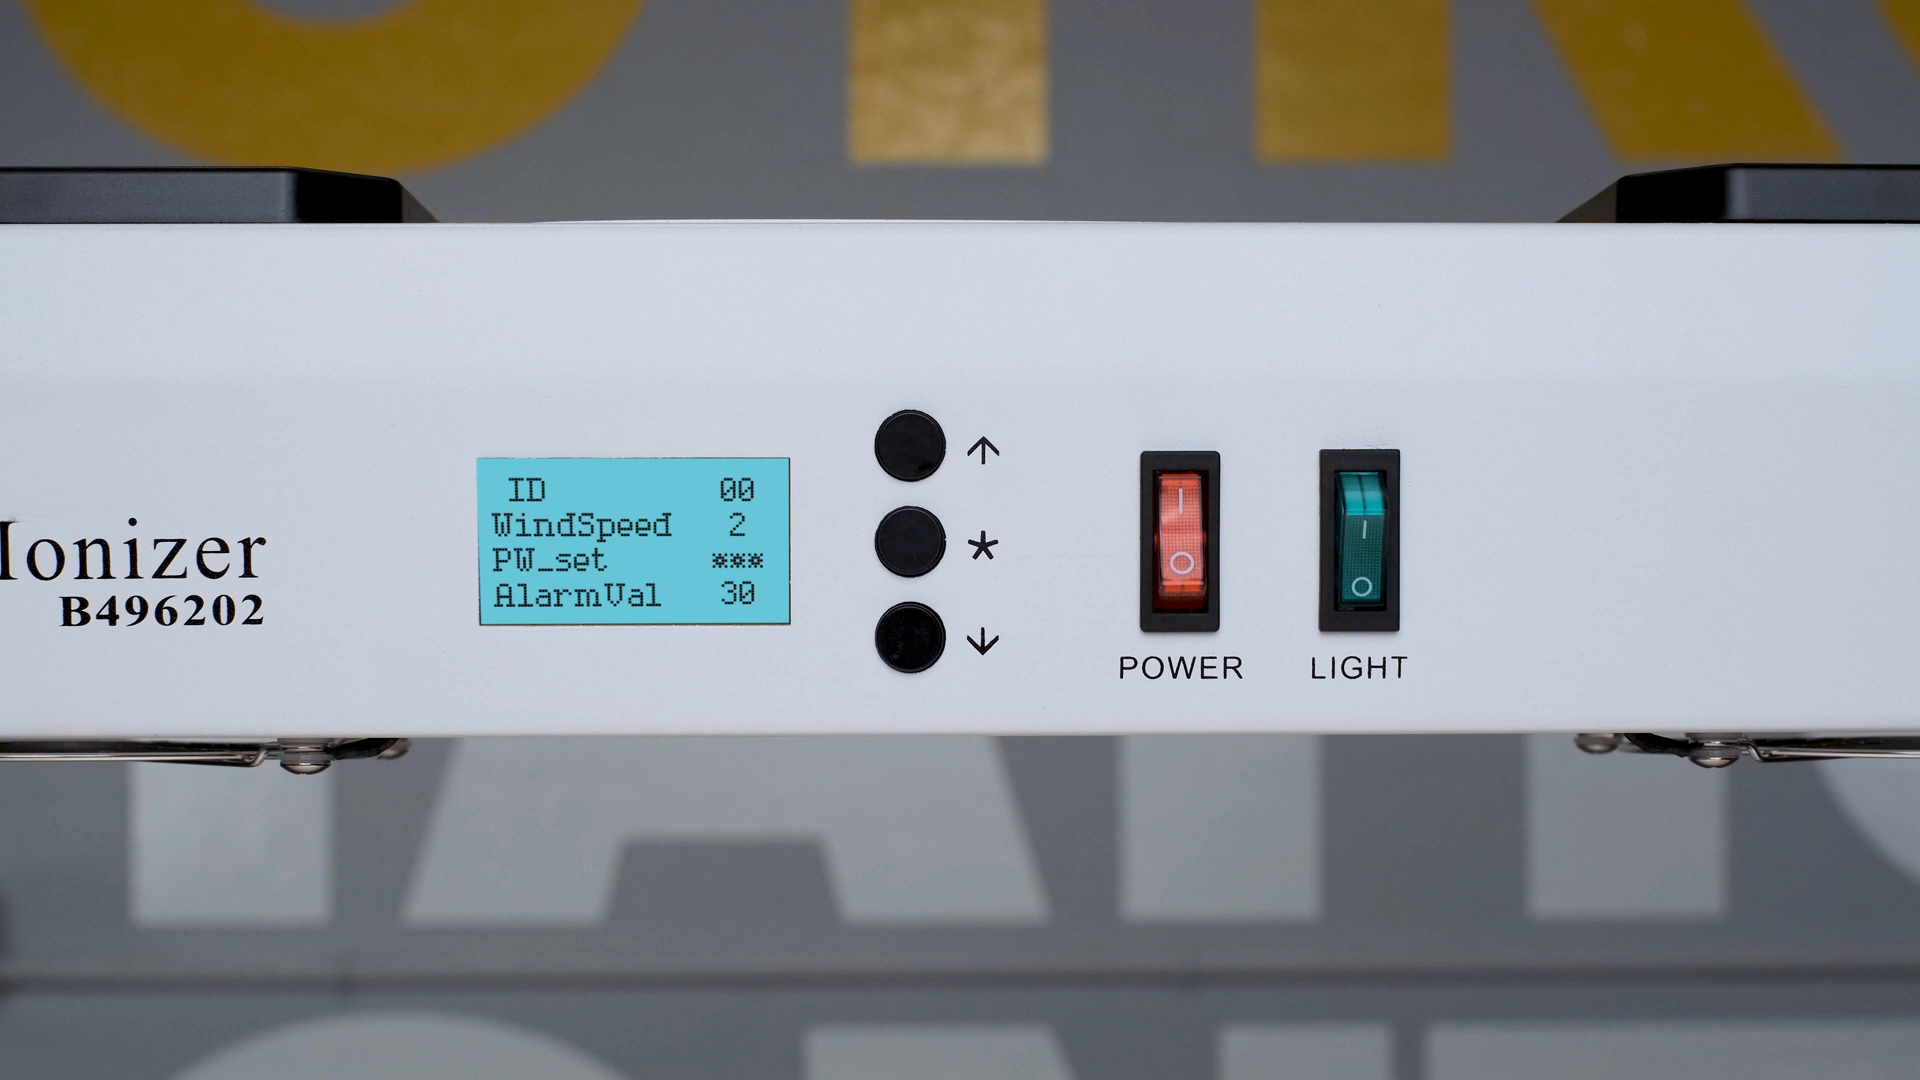 Ionizer
B496202
ID 00
WindSpeed 2
PW_set ***
AlarmVal 30
↑
*
↓
POWER
LIGHT